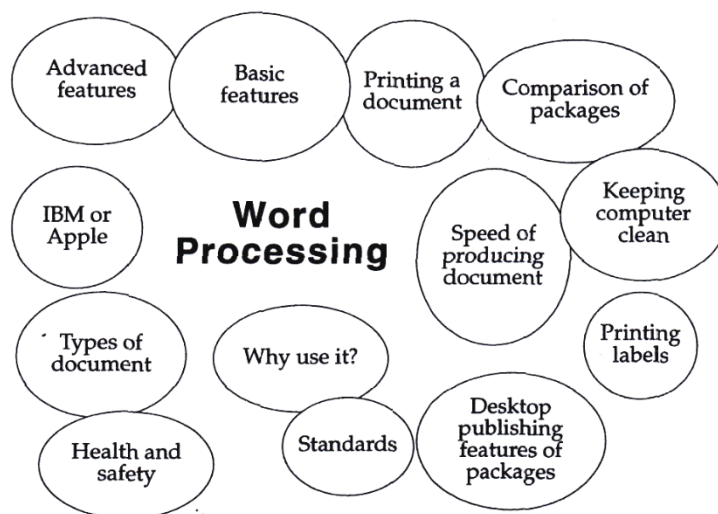 Advanced
features
Basic
features
Printing a
document
Comparison of
packages
IBM or
Apple
Word
Processing
Speed of
producing
document
Keeping
computer
clean
Types of
document
Why use it?
Printing
labels
Health and
safety
Standards
Desktop
publishing
features of
packages